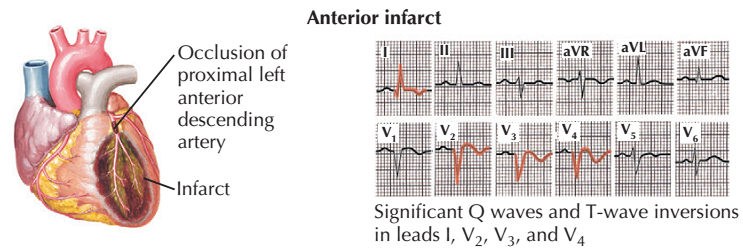 Anterior infarct
Occlusion of
proximal left
anterior
descending
artery
Infarct
I II III aVR aVL aVF
V1 V2 V3 V4 V5 V6
Significant Q waves and T-wave inversions
in leads I, V2, V3, and V4